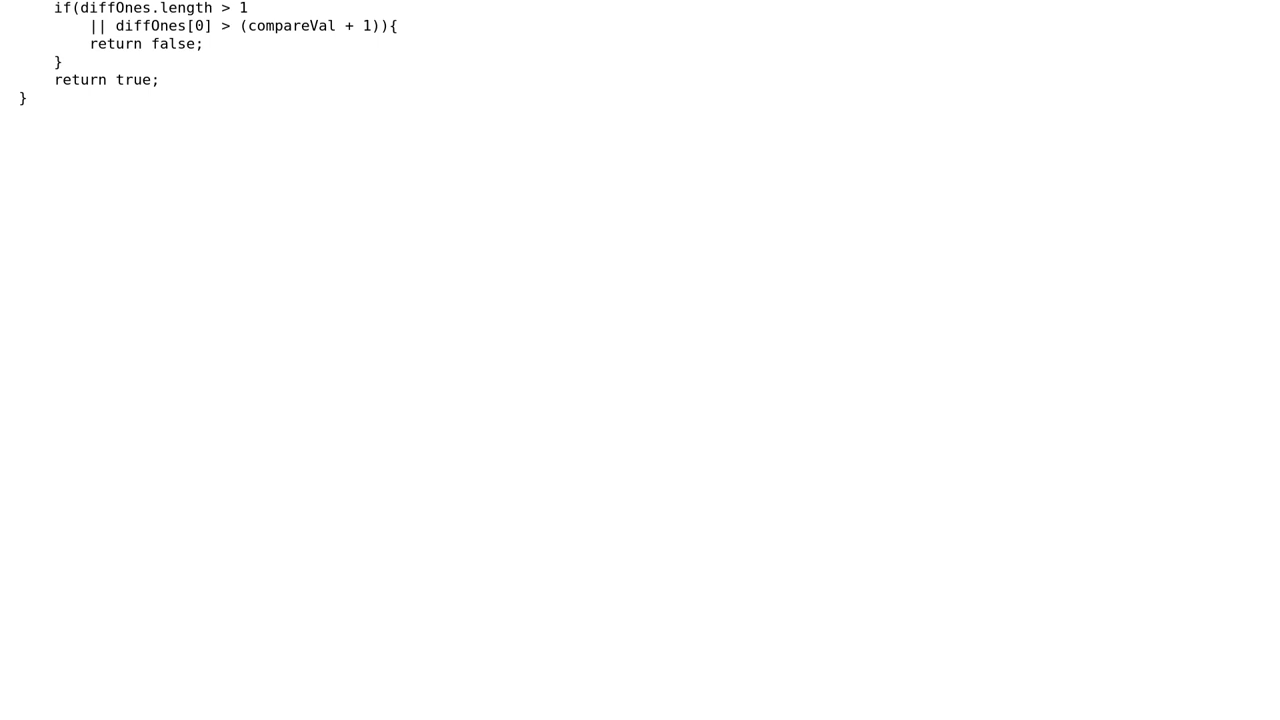 if(diffOnes.length > 1
        || diffOnes[0] > (compareVal + 1)){
        return false;
    }
    return true;
}